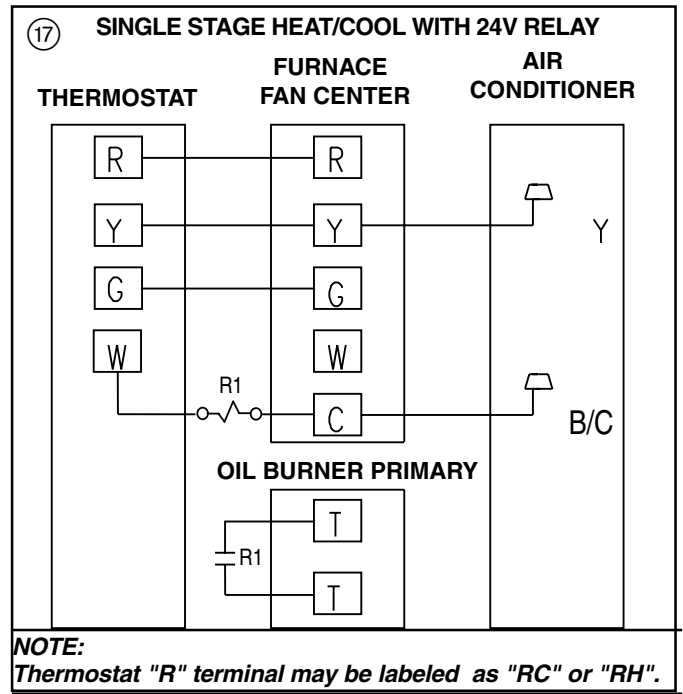 17 SINGLE STAGE HEAT/COOL WITH 24V RELAY
THERMOSTAT
FURNACE
FAN CENTER
AIR
CONDITIONER
R R
Y Y Y
G G
W W
R1
C B/C
OIL BURNER PRIMARY
T
R1
T
NOTE:
Thermostat "R" terminal may be labeled as "RC" or "RH".